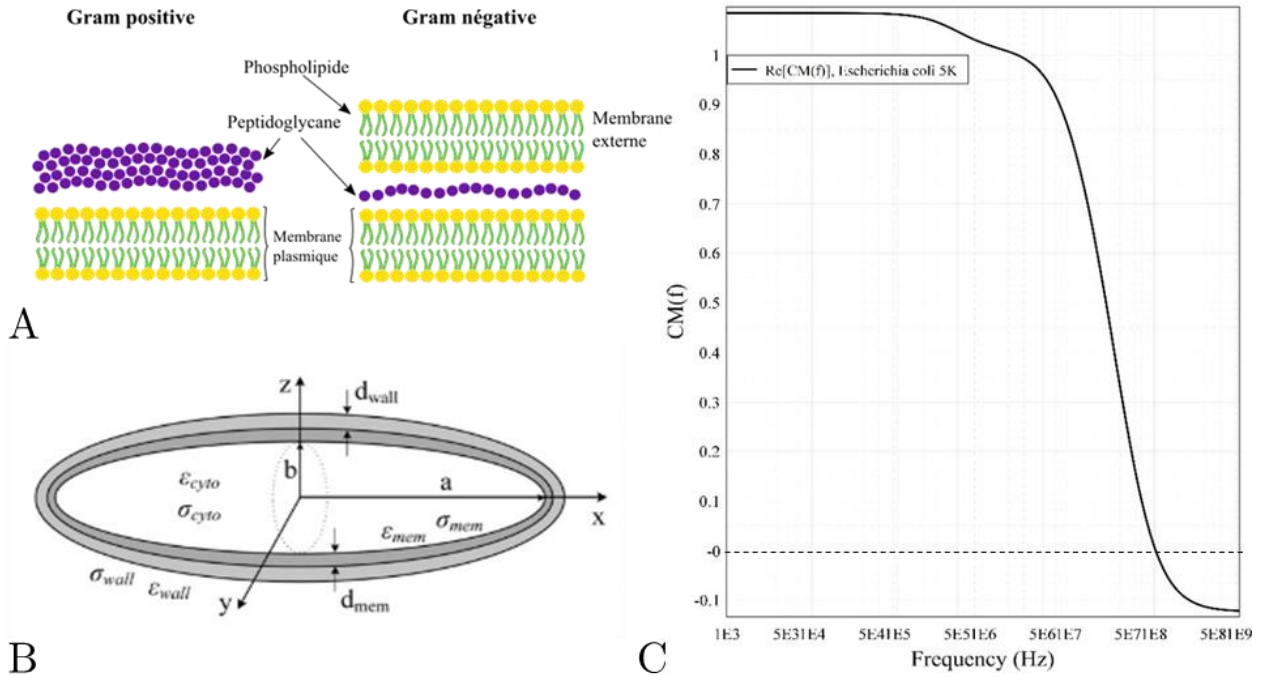 Gram positive
Gram négative
Phospholipide
Peptidoglycane
Membrane
externe
Membrane
plasmique
A
z
d_wall
b
a
x
ε_cyto
σ_cyto
ε_mem
σ_mem
σ_wall
ε_wall
y
d_mem
B
Re[CM(f)], Escherichia coli 5K
CM(f)
1
0.9
0.8
0.7
0.6
0.5
0.4
0.3
0.2
0.1
-0
-0.1
1E3 5E31E4 5E41E5 5E51E6 5E61E7 5E71E8 5E81E9
Frequency (Hz)
C